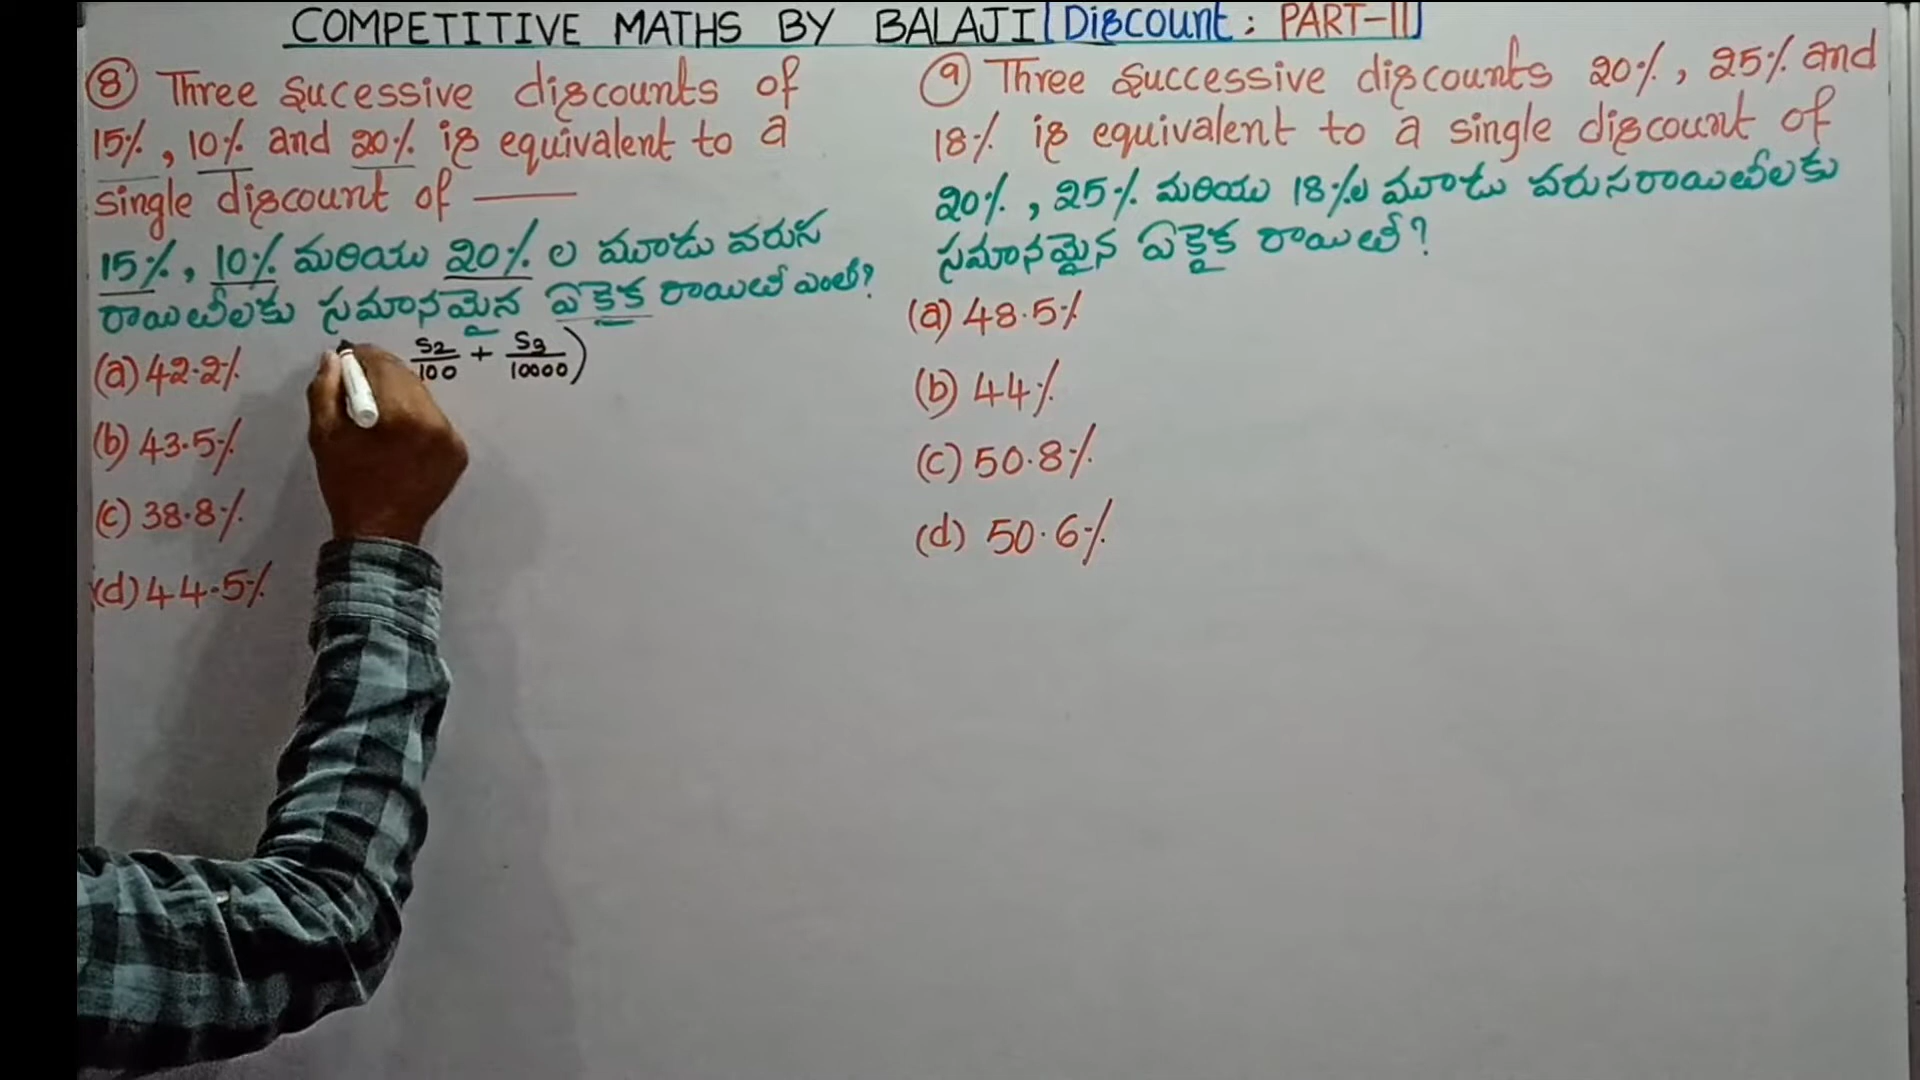 COMPETITIVE MATHS BY BALAJI [Discount: PART-II]
(8) Three sucessive discounts of
15%, 10% and 20% is equivalent to a
single discount of ———
15%, 10% మరియు 20% ల మూడు వరుస
రాయితీలకు సమానమైన ఏకైక రాయితీ ఎంత?
S2/100 + S3/10000)
(a) 42.2%
(b) 43.5%
(c) 38.8%
(d) 44.5%
(9) Three successive discounts 20%, 25% and
18% is equivalent to a single discount of
20%, 25% మరియు 18%ల మూడు వరుసరాయితీలకు
సమానమైన ఏకైక రాయితీ?
(a) 48.5%
(b) 44%
(c) 50.8%
(d) 50.6%